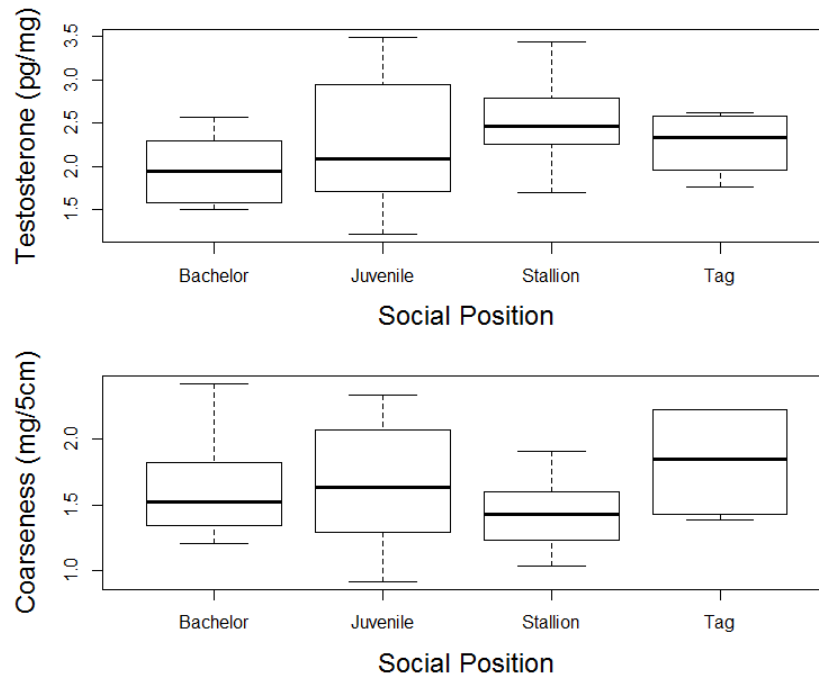 Testosterone (pg/mg)
3.5
3.0
2.5
2.0
1.5
Bachelor Juvenile Stallion Tag
Social Position
Coarseness (mg/5cm)
2.0
1.5
1.0
Bachelor Juvenile Stallion Tag
Social Position